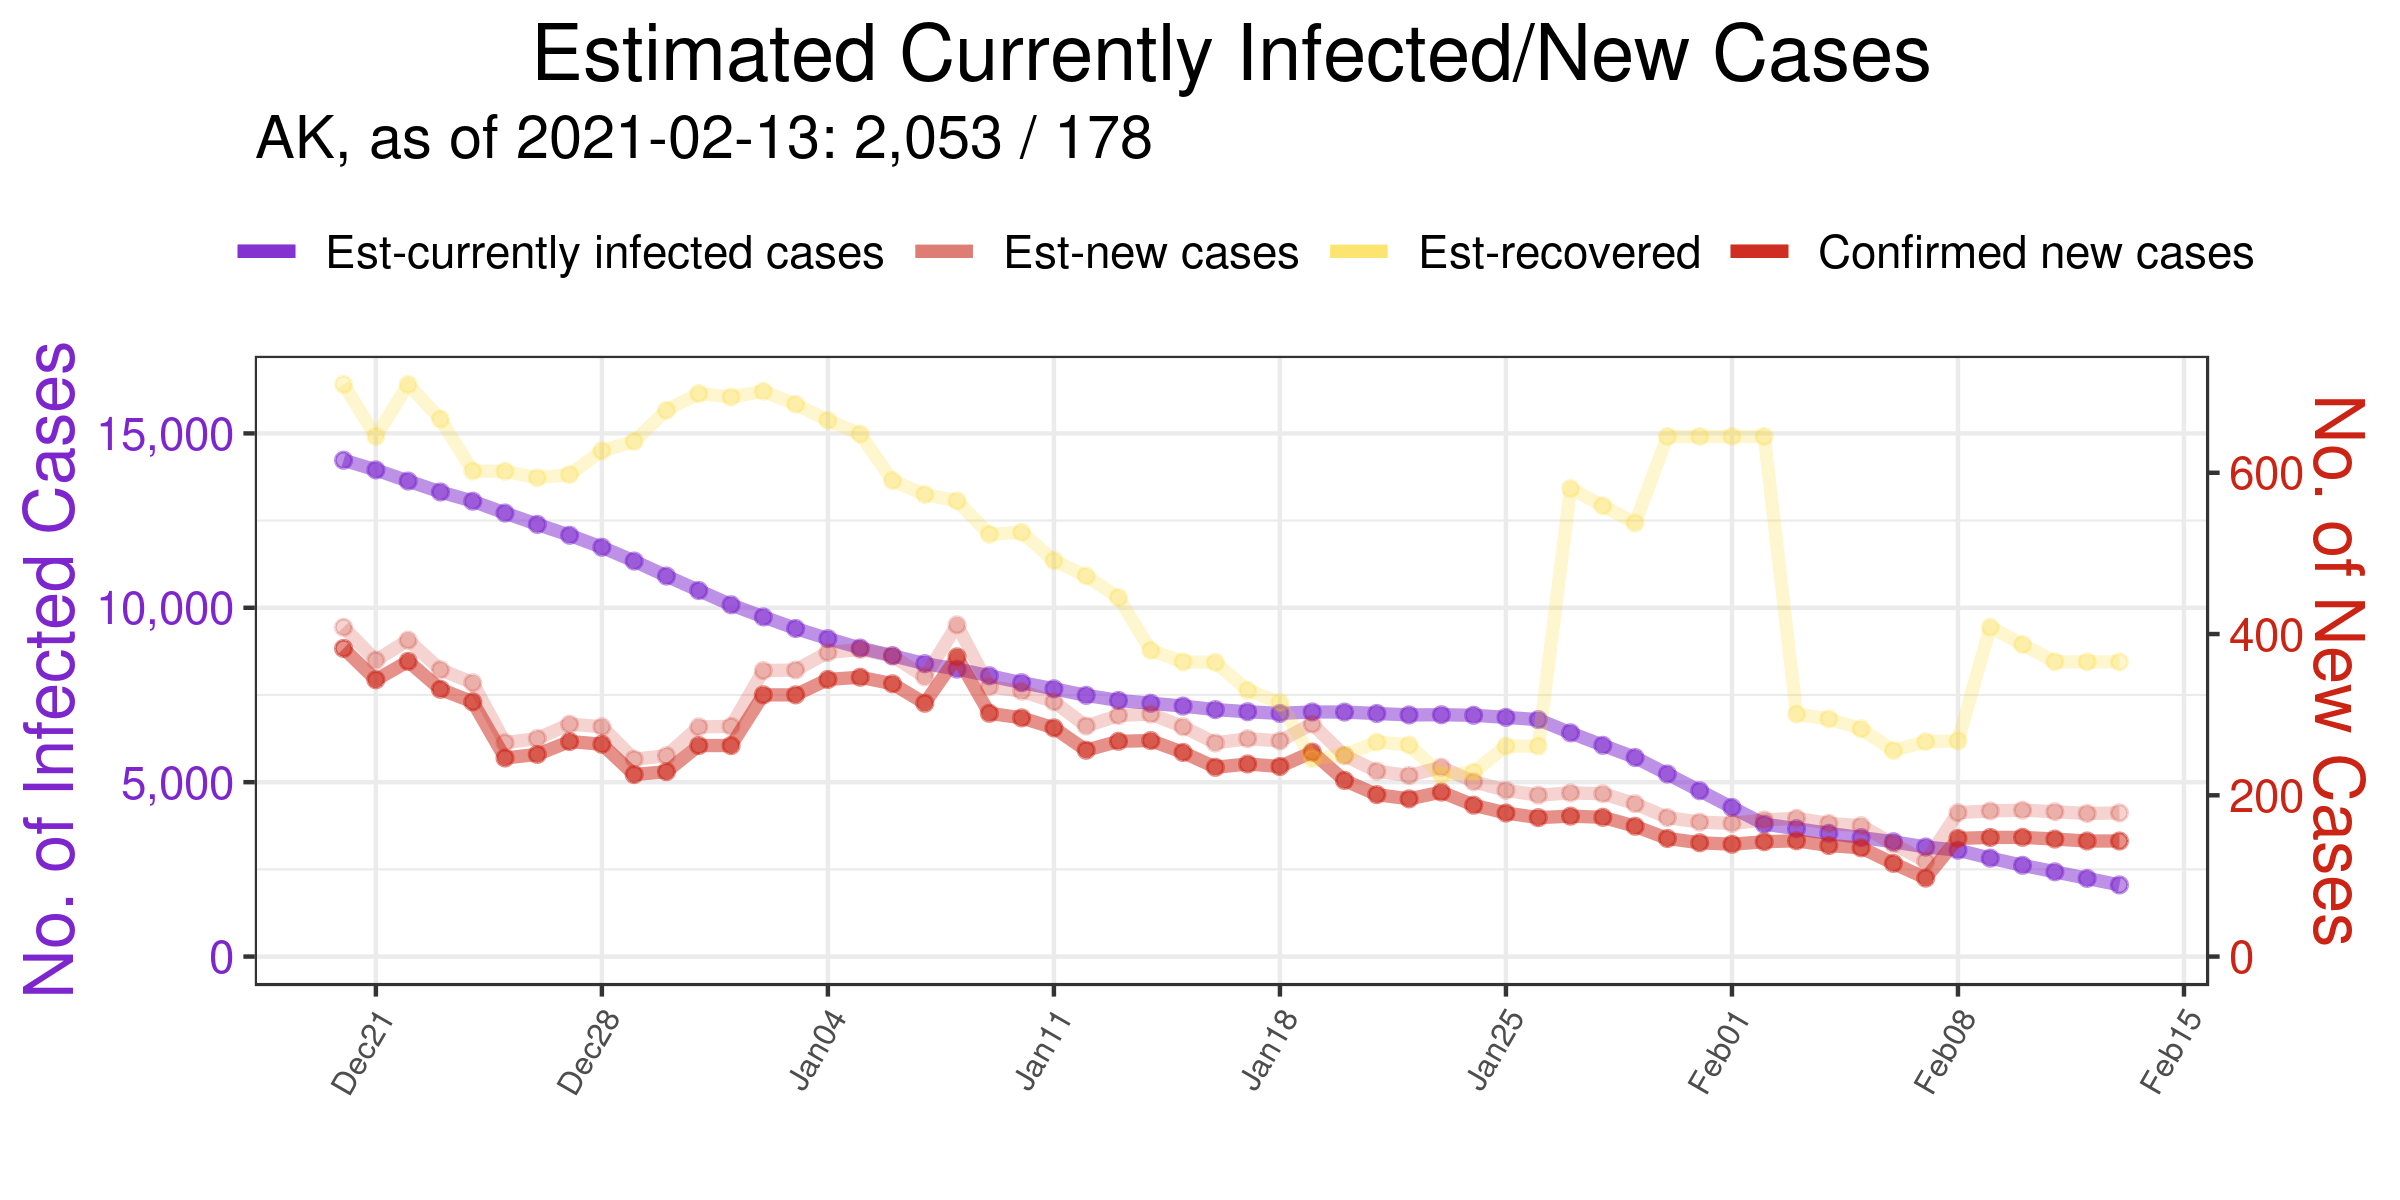 Estimated Currently Infected/New Cases
AK, as of 2021-02-13: 2,053 / 178
Est-currently infected cases Est-new cases Est-recovered Confirmed new cases
No. of Infected Cases
15,000
10,000
5,000
0
600
400
200
0
No. of New Cases
Dec21 Dec28 Jan04 Jan11 Jan18 Jan25 Feb01 Feb08 Feb15